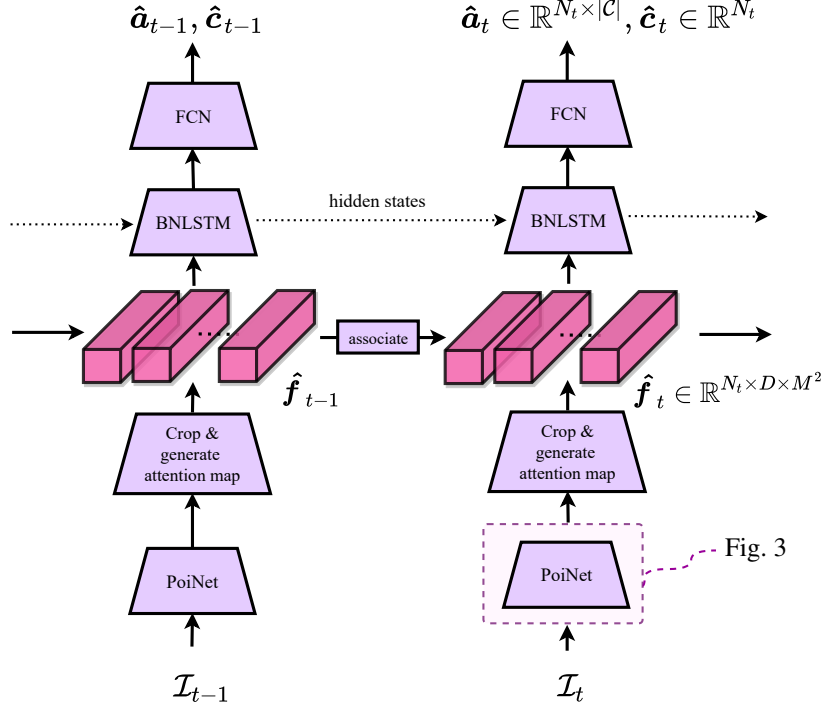 â_{t−1}, ĉ_{t−1}
â_t ∈ ℝ^{N_t×|𝒞|}, ĉ_t ∈ ℝ^{N_t}
FCN
FCN
BNLSTM
hidden states
BNLSTM
associate
f̂_{t−1}
f̂_t ∈ ℝ^{N_t×D×M²}
Crop &
generate
attention map
Crop &
generate
attention map
PoiNet
PoiNet
Fig. 3
ℐ_{t−1}
ℐ_t